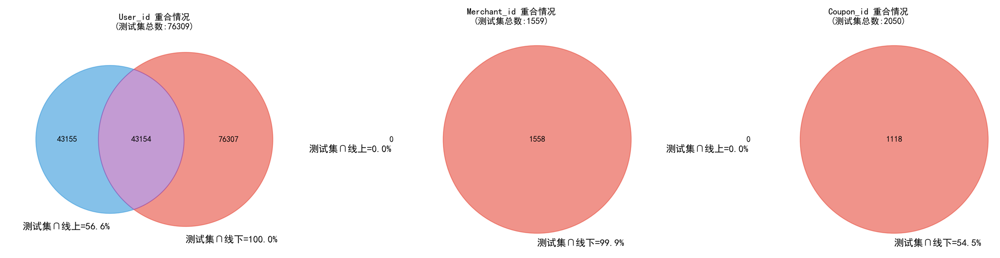 User_id 重合情况
(测试集总数:76309)
43155
43154
76307
测试集∩线上=56.6%
测试集∩线下=100.0%
Merchant_id 重合情况
(测试集总数:1559)
0
1558
测试集∩线上=0.0%
测试集∩线下=99.9%
Coupon_id 重合情况
(测试集总数:2050)
0
1118
测试集∩线上=0.0%
测试集∩线下=54.5%